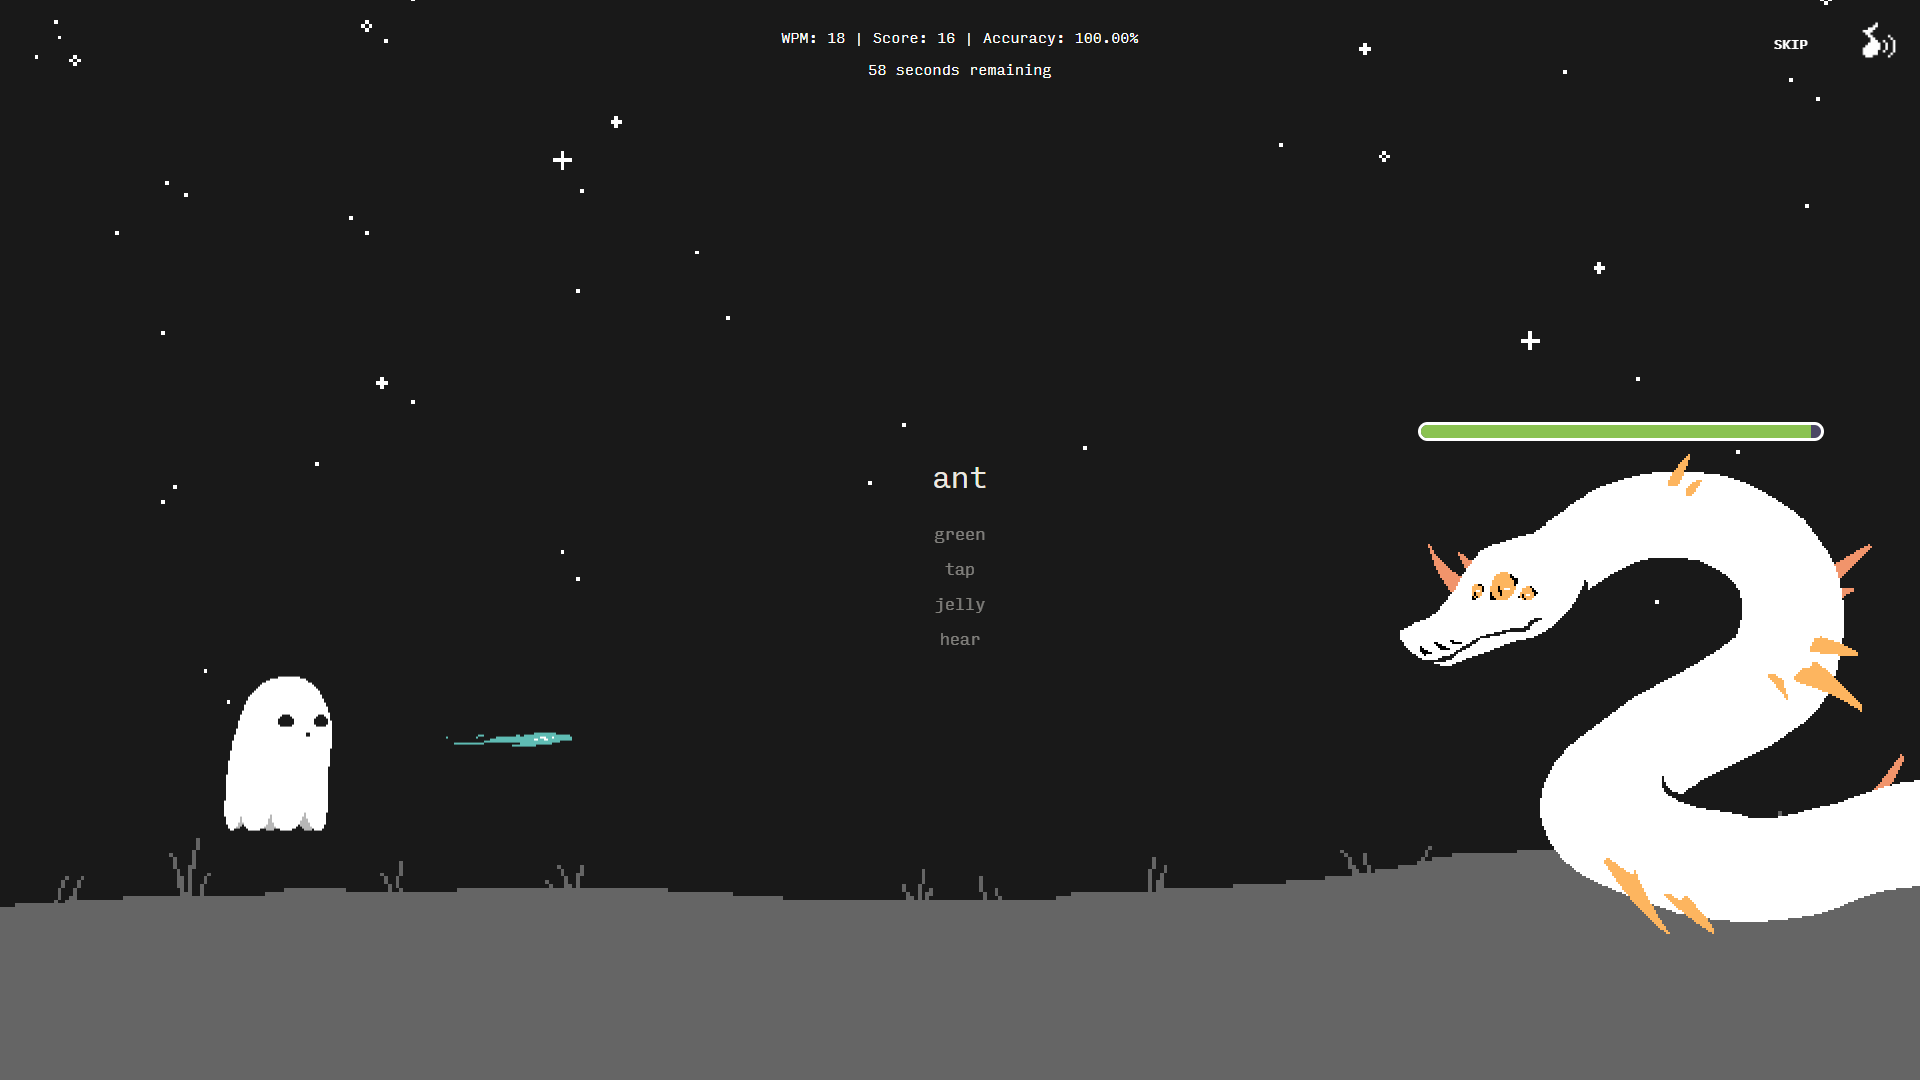 WPM: 18 | Score: 16 | Accuracy: 100.00%
58 seconds remaining
SKIP
ant
green
tap
jelly
hear